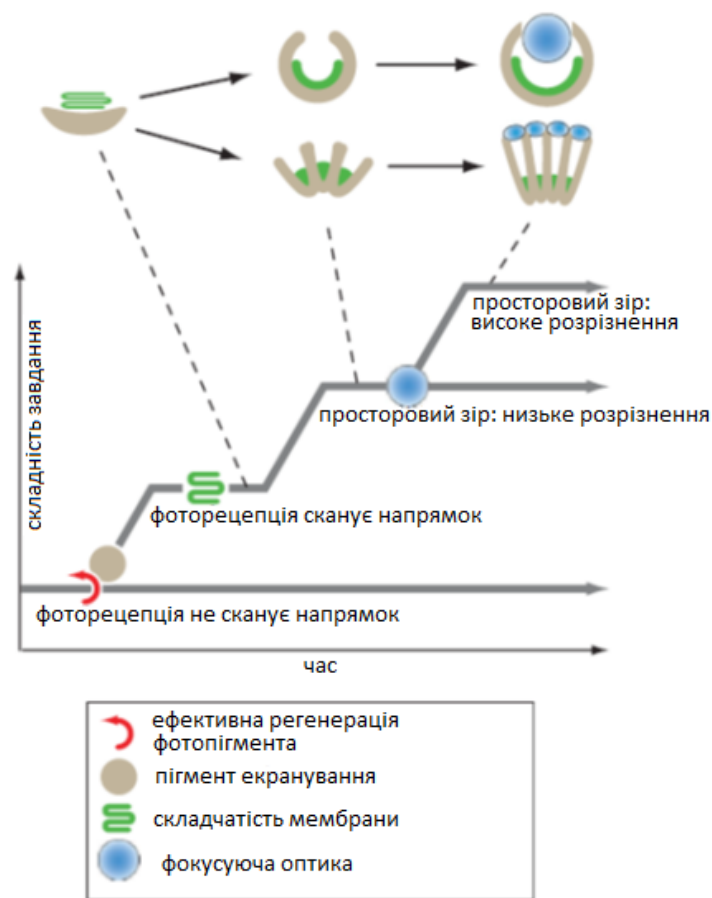 складність завдання
просторовий зір:
високе розрізнення
просторовий зір: низьке розрізнення
фоторецепція сканує напрямок
фоторецепція не сканує напрямок
час
ефективна регенерація
фотопігмента
пігмент екранування
складчатість мембрани
фокусуюча оптика